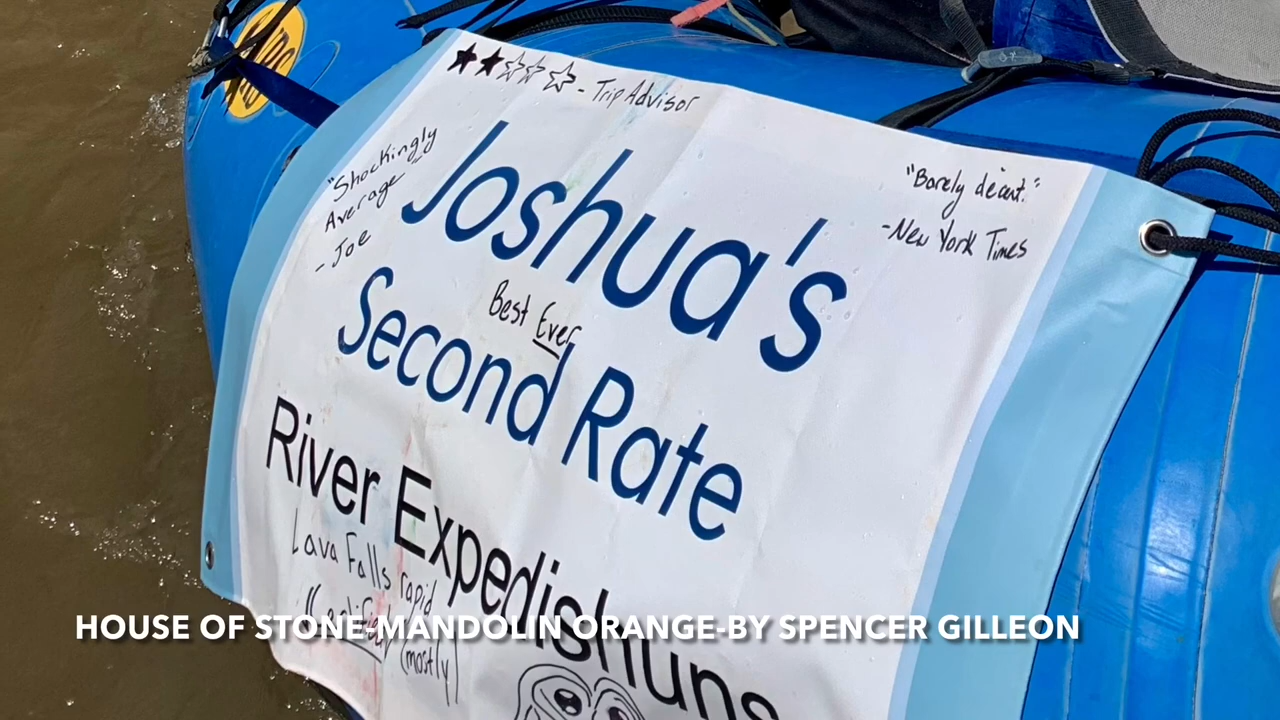 ★★☆☆☆ - Trip Advisor
"Shockingly
Average"
- Joe
"Barely decent."
-New York Times
Joshua's
Best Ever
Second Rate
River Expedishuns
Lava Falls rapid
(mostly)
HOUSE OF STONE-MANDOLIN ORANGE-BY SPENCER GILLEON